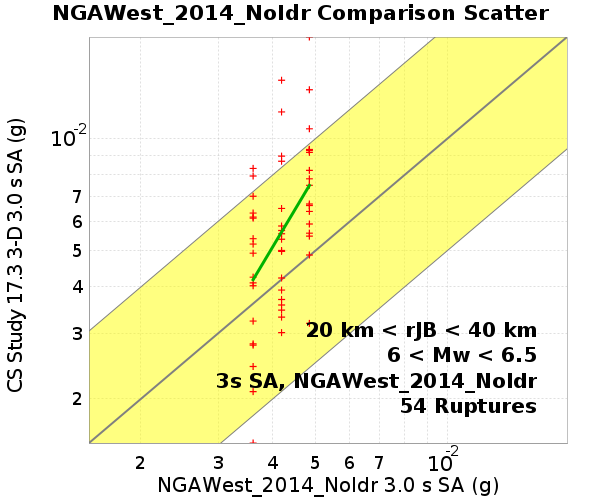 NGAWest_2014_NoIdr Comparison Scatter
CS Study 17.3 3-D 3.0 s SA (g)
10-2
7
6
5
4
3
2
20 km < rJB < 40 km
6 < Mw < 6.5
3s SA, NGAWest_2014_NoIdr
54 Ruptures
2 3 4 5 6 7 10-2
NGAWest_2014_NoIdr 3.0 s SA (g)